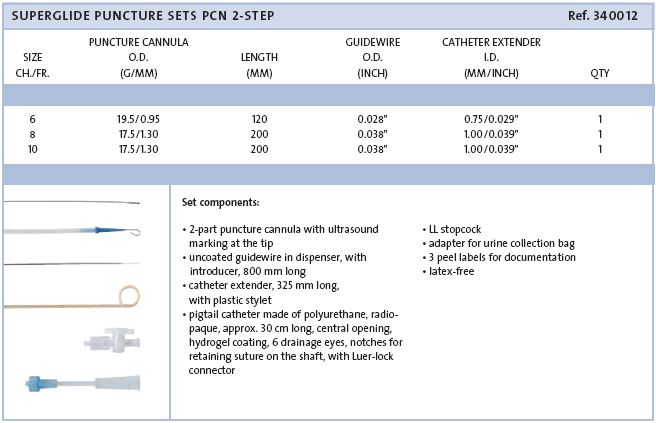 SUPERGLIDE PUNCTURE SETS PCN 2-STEP Ref. 340012
PUNCTURE CANNULA GUIDEWIRE CATHETER EXTENDER
SIZE O.D. LENGTH O.D. I.D.
CH./FR. (G/MM) (MM) (INCH) (MM/INCH) QTY
6 19.5/0.95 120 0.028" 0.75/0.029" 1
8 17.5/1.30 200 0.038" 1.00/0.039" 1
10 17.5/1.30 200 0.038" 1.00/0.039" 1
Set components:
• 2-part puncture cannula with ultrasound
marking at the tip
• uncoated guidewire in dispenser, with
introducer, 800 mm long
• catheter extender, 325 mm long,
with plastic stylet
• pigtail catheter made of polyurethane, radio-
paque, approx. 30 cm long, central opening,
hydrogel coating, 6 drainage eyes, notches for
retaining suture on the shaft, with Luer-lock
connector
• LL stopcock
• adapter for urine collection bag
• 3 peel labels for documentation
• latex-free